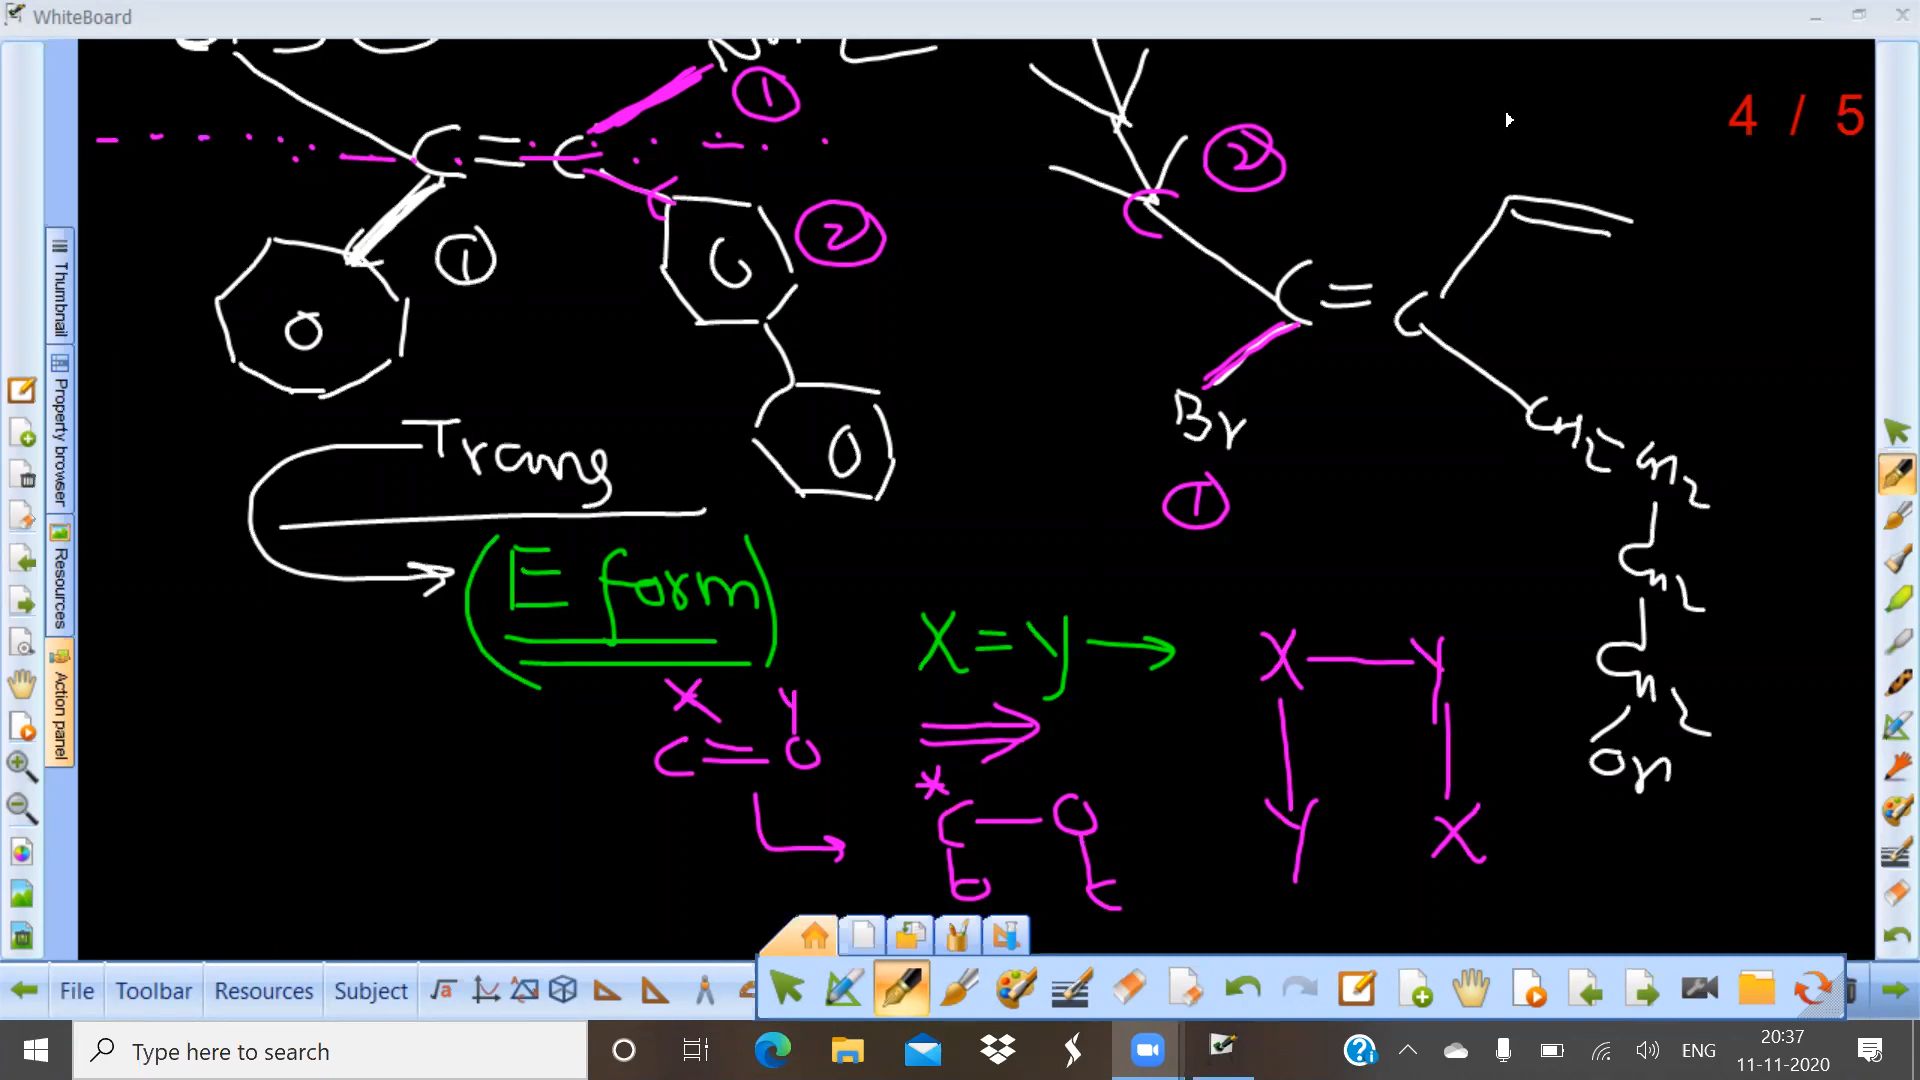 WhiteBoard
4 / 5
①
C = C
②
②
①
C = C
Br
①
CH2 - CH2
CH2
CH2
OH
Trans
(E form)
X = Y → X — Y
Y X
X Y
C = O
* C — O
O C
Thumbnail
Property browser
Resources
Action panel
File Toolbar Resources Subject
Type here to search
ENG
20:37
11-11-2020